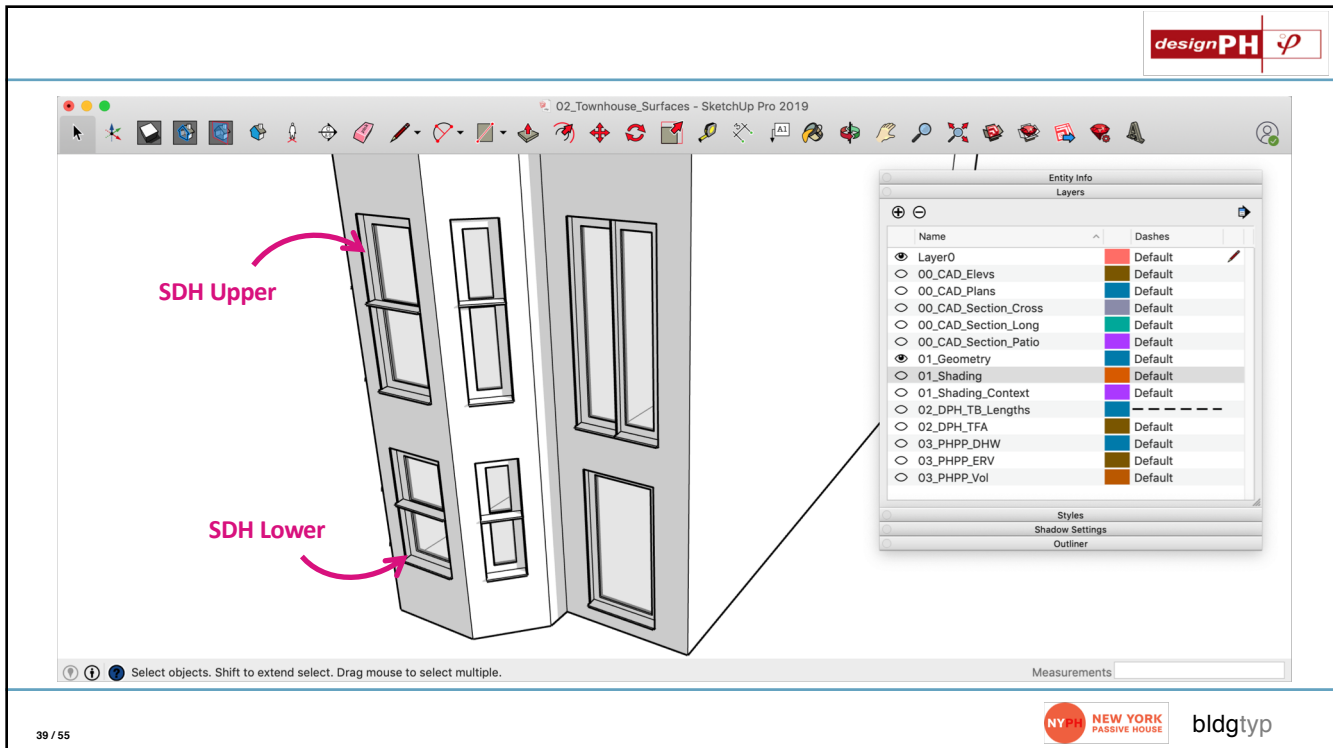 designPH φ
02_Townhouse_Surfaces - SketchUp Pro 2019
A1
Entity Info
Layers
Name Dashes
Layer0 Default
00_CAD_Elevs Default
00_CAD_Plans Default
00_CAD_Section_Cross Default
00_CAD_Section_Long Default
00_CAD_Section_Patio Default
01_Geometry Default
01_Shading Default
01_Shading_Context Default
02_DPH_TB_Lengths
02_DPH_TFA Default
03_PHPP_DHW Default
03_PHPP_ERV Default
03_PHPP_Vol Default
Styles
Shadow Settings
Outliner
SDH Upper
SDH Lower
? Select objects. Shift to extend select. Drag mouse to select multiple.
Measurements
39 / 55
NYPH NEW YORK
PASSIVE HOUSE
bldgtyp